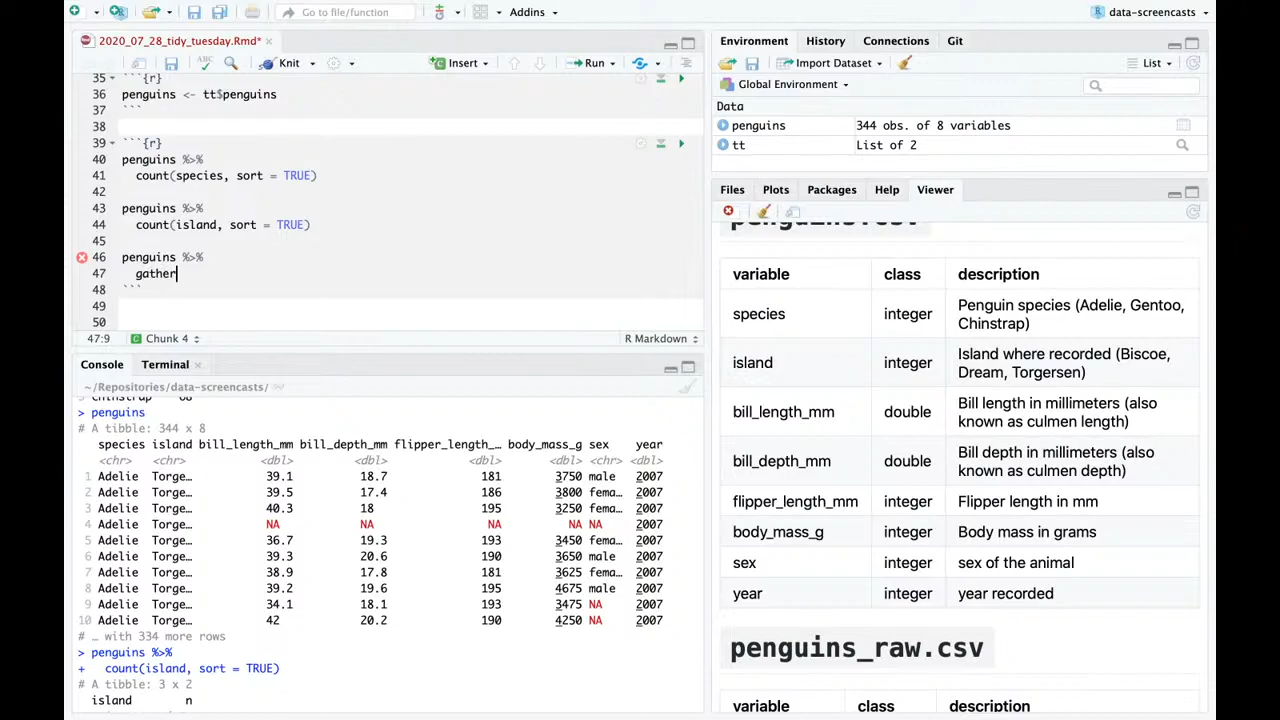 Go to file/function
Addins
data-screencasts
2020_07_28_tidy_tuesday.Rmd*
ABC
Knit
Insert
Run
35 ```{r}
36 penguins <- tt$penguins
37 ```
38
39 ```{r}
40 penguins %>%
41 count(species, sort = TRUE)
42
43 penguins %>%
44 count(island, sort = TRUE)
45
46 penguins %>%
47 gather
48 ```
49
50
47:9 Chunk 4 R Markdown
Console Terminal
~/Repositories/data-screencasts/
> penguins
# A tibble: 344 x 8
species island bill_length_mm bill_depth_mm flipper_length_… body_mass_g sex year
<chr> <chr> <dbl> <dbl> <dbl> <dbl> <chr> <dbl>
1 Adelie Torge… 39.1 18.7 181 3750 male 2007
2 Adelie Torge… 39.5 17.4 186 3800 fema… 2007
3 Adelie Torge… 40.3 18 195 3250 fema… 2007
4 Adelie Torge… NA NA NA NA NA 2007
5 Adelie Torge… 36.7 19.3 193 3450 fema… 2007
6 Adelie Torge… 39.3 20.6 190 3650 male 2007
7 Adelie Torge… 38.9 17.8 181 3625 fema… 2007
8 Adelie Torge… 39.2 19.6 195 4675 male 2007
9 Adelie Torge… 34.1 18.1 193 3475 NA 2007
10 Adelie Torge… 42 20.2 190 4250 NA 2007
# … with 334 more rows
> penguins %>%
+ count(island, sort = TRUE)
# A tibble: 3 x 2
island n
Environment History Connections Git
Import Dataset List
Global Environment
Data
penguins 344 obs. of 8 variables
tt List of 2
Files Plots Packages Help Viewer
penguins.csv
variable class description
species integer Penguin species (Adelie, Gentoo,
Chinstrap)
island integer Island where recorded (Biscoe,
Dream, Torgersen)
bill_length_mm double Bill length in millimeters (also
known as culmen length)
bill_depth_mm double Bill depth in millimeters (also
known as culmen depth)
flipper_length_mm integer Flipper length in mm
body_mass_g integer Body mass in grams
sex integer sex of the animal
year integer year recorded
penguins_raw.csv
variable class description